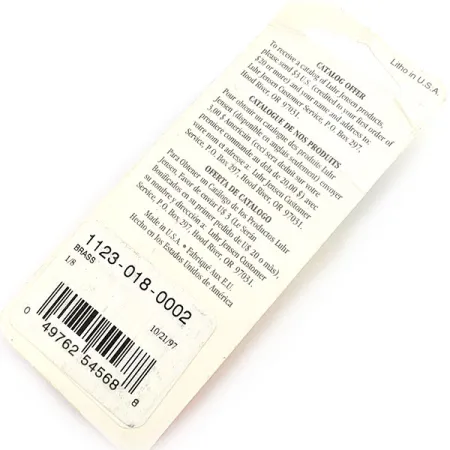 Litho in U.S.A.
CATALOG OFFER
To receive a catalog of Luhr Jensen products,
please send $3 U.S. (credited to your first order of
$20 or more) and your name and address to:
Luhr Jensen Customer Service, P.O. Box 297,
Hood River, OR 97031.
CATALOGUE DE NOS PRODUITS
Pour obtenir un catalogue des produits Luhr
Jensen (disponible en anglais seulement) envoyer
3,00 $ Américain (ceci sera déduit sur votre
premiere commande au dela de 20,00 $) avec
votre nom et adresse a: Luhr Jensen Customer
Service, P.O. Box 297, Hood River, OR 97031.
OFERTA DE CATALOGO
Para Obtener un Catálogo de los Productos Luhr
Jensen, Favor de enviar U$ 3 (Le Serán
Bonificados en su primer pedido de U$ 20 o más),
su nombre y dirección a: Luhr Jensen Customer
Service, P.O. Box 297, Hood River, OR 97031.
Made in U.S.A. • Fabriqué Aux E.U.
Hecho en los Estados Unidos de América
1123-018-0002
BRASS
1/8
10/21/97
0 49762 54568 8